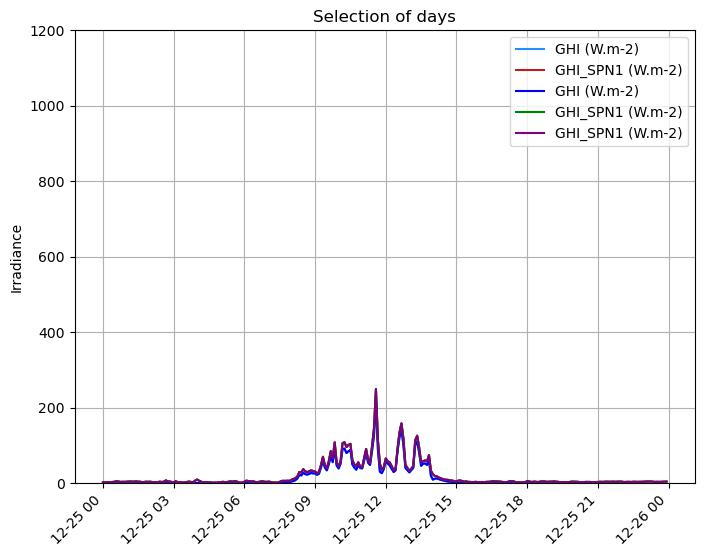 Selection of days
1200
1000
800
600
400
200
0
Irradiance
GHI (W.m-2)
GHI_SPN1 (W.m-2)
GHI (W.m-2)
GHI_SPN1 (W.m-2)
GHI_SPN1 (W.m-2)
12-25 00
12-25 03
12-25 06
12-25 09
12-25 12
12-25 15
12-25 18
12-25 21
12-26 00